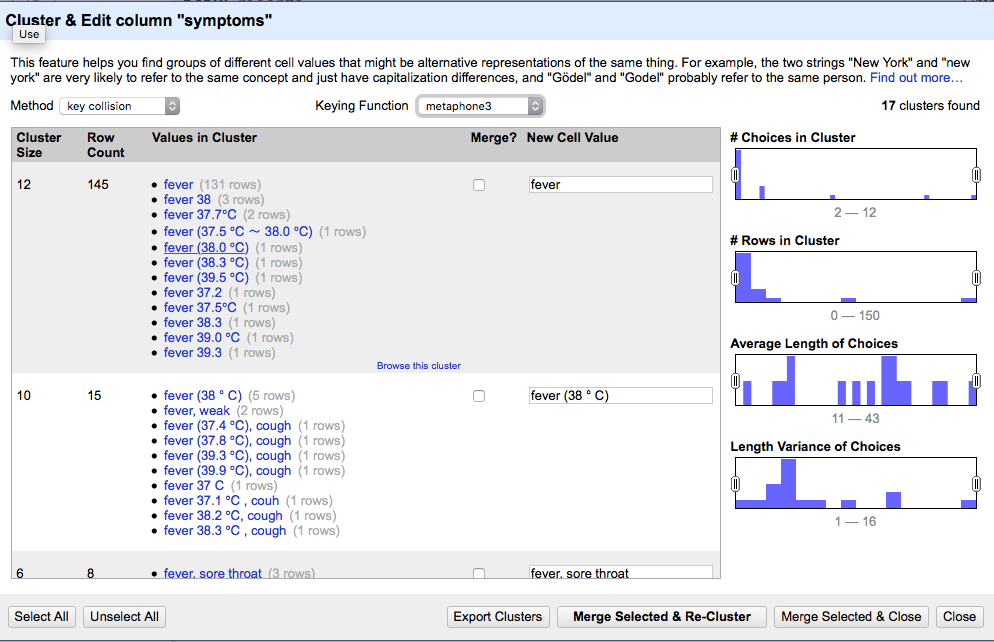 Cluster & Edit column "symptoms"
Use
This feature helps you find groups of different cell values that might be alternative representations of the same thing. For example, the two strings "New York" and "new
york" are very likely to refer to the same concept and just have capitalization differences, and "Gödel" and "Godel" probably refer to the same person. Find out more…
Method key collision Keying Function metaphone3 17 clusters found
Cluster Size Row Count Values in Cluster Merge? New Cell Value
12 145 • fever (131 rows) fever
• fever 38 (3 rows)
• fever 37.7°C (2 rows)
• fever (37.5 °C ～ 38.0 °C) (1 rows)
• fever (38.0 °C) (1 rows)
• fever (38.3 °C) (1 rows)
• fever (39.5 °C) (1 rows)
• fever 37.2 (1 rows)
• fever 37.5°C (1 rows)
• fever 38.3 (1 rows)
• fever 39.0 °C (1 rows)
• fever 39.3 (1 rows)
Browse this cluster
10 15 • fever (38 ° C) (5 rows) fever (38 ° C)
• fever, weak (2 rows)
• fever (37.4 °C), cough (1 rows)
• fever (37.8 °C), cough (1 rows)
• fever (39.3 °C), cough (1 rows)
• fever (39.9 °C), cough (1 rows)
• fever 37 C (1 rows)
• fever 37.1 °C , couh (1 rows)
• fever 38.2 °C, cough (1 rows)
• fever 38.3 °C , cough (1 rows)
6 8 • fever, sore throat (3 rows) fever, sore throat
# Choices in Cluster
2 — 12
# Rows in Cluster
0 — 150
Average Length of Choices
11 — 43
Length Variance of Choices
1 — 16
Select All Unselect All Export Clusters Merge Selected & Re-Cluster Merge Selected & Close Close